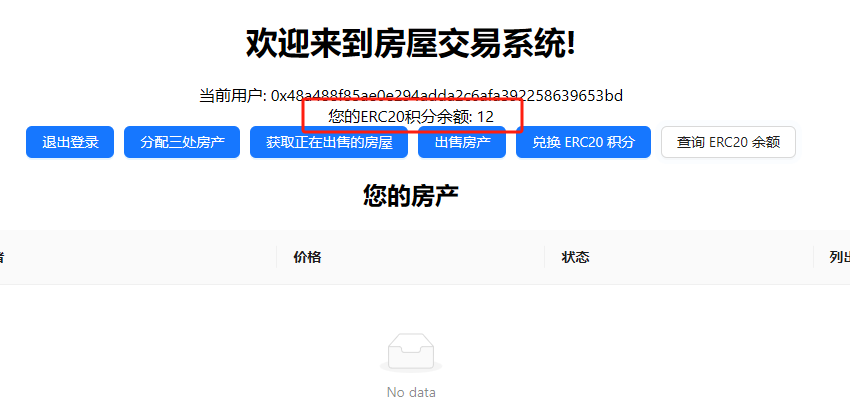 欢迎来到房屋交易系统!
当前用户: 0x48a488f85ae0e294adda2c6afa392258639653bd
您的ERC20积分余额: 12
退出登录 分配三处房产 获取正在出售的房屋 出售房产 兑换 ERC20 积分 查询 ERC20 余额
您的房产
价格 状态 列出
No data